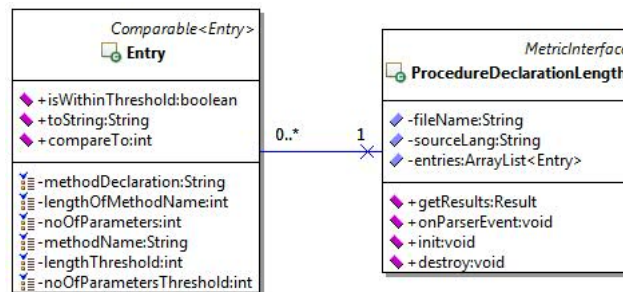 Comparable<Entry>
Entry
+isWithinThreshold:boolean
+toString:String
+compareTo:int
-methodDeclaration:String
-lengthOfMethodName:int
-noOfParameters:int
-methodName:String
-lengthThreshold:int
-noOfParametersThreshold:int
0..*
1
MetricInterface
ProcedureDeclarationLength
-fileName:String
-sourceLang:String
-entries:ArrayList<Entry>
+getResults:Result
+onParserEvent:void
+init:void
+destroy:void